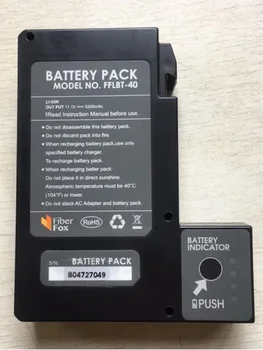 BATTERY PACK
MODEL NO. FFLBT-40
LI-ION
OUT PUT 11.1V ⎓ 5200mAh
!Read Instruction Manual before use.
• Do not disassemble this battery pack.
• Do not discard pack into fire.
• When recharging battery pack,use only
specified battery charger.
To recharge battery pack.
• When recharging bettery pack, do not
place it in direct sunshine.
Atmospheric temperature must be 40°C
(104°F) or lower.
• Do not slack AC Adapter and battery pack.
Fiber
Fox
RoHS
BATTERY PACK
S/N:
B04727049
BATTERY
INDICATOR
PUSH